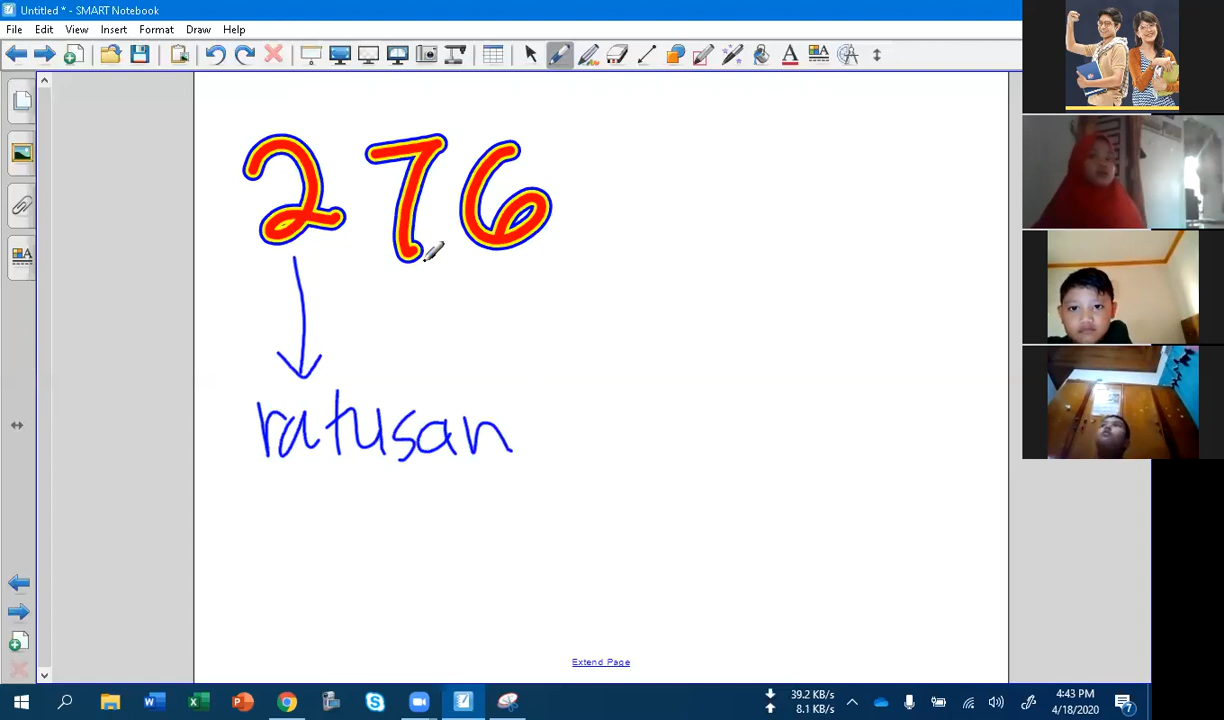 Untitled * - SMART Notebook
File Edit View Insert Format Draw Help
276
ratusan
Extend Page
39.2 KB/s
8.1 KB/s
4:43 PM
4/18/2020
7